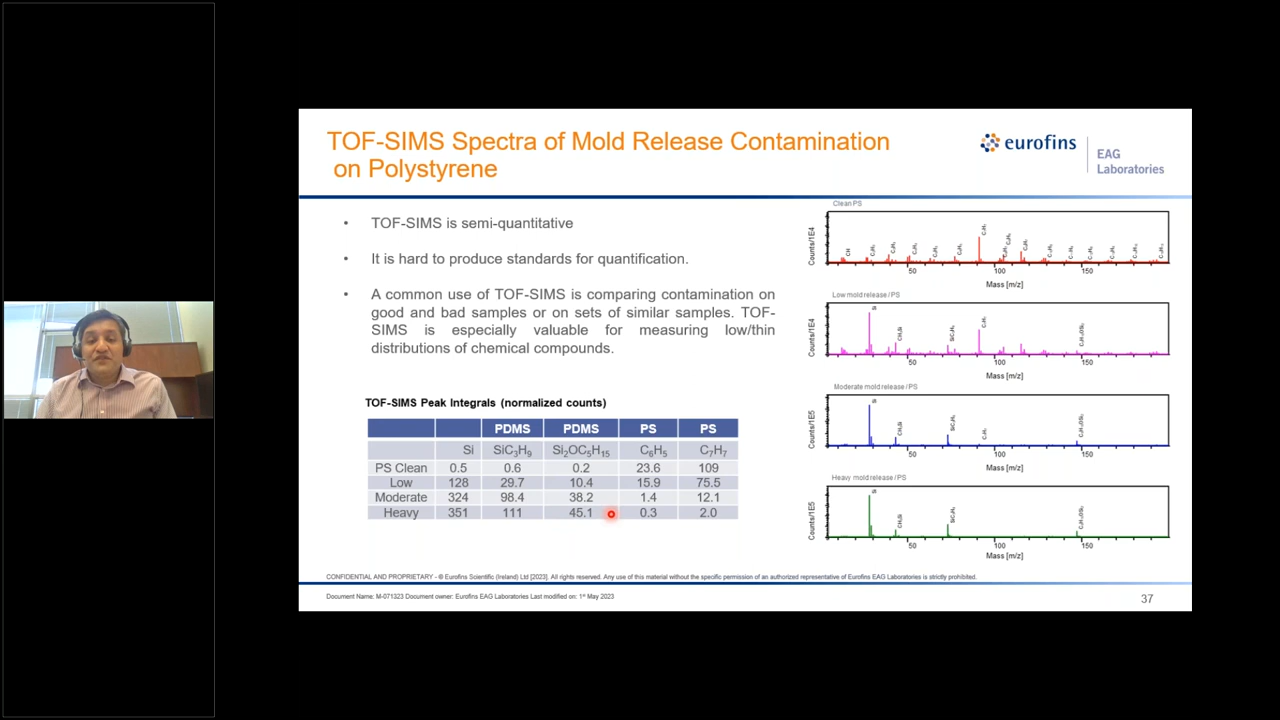 TOF-SIMS Spectra of Mold Release Contamination
on Polystyrene
eurofins
EAG
Laboratories
• TOF-SIMS is semi-quantitative
• It is hard to produce standards for quantification.
• A common use of TOF-SIMS is comparing contamination on
good and bad samples or on sets of similar samples. TOF-
SIMS is especially valuable for measuring low/thin
distributions of chemical compounds.
TOF-SIMS Peak Integrals (normalized counts)
PDMS PDMS PS PS
Si SiC₃H₉ Si₂OC₅H₁₅ C₆H₅ C₇H₇
PS Clean 0.5 0.6 0.2 23.6 109
Low 128 29.7 10.4 15.9 75.5
Moderate 324 98.4 38.2 1.4 12.1
Heavy 351 111 45.1 0.3 2.0
Clean PS
Counts/1E4
CH
50 100 150
Mass [m/z]
Low mold release / PS
Counts/1E4
Si
CH₃Si
50 100 150
Mass [m/z]
Moderate mold release / PS
Counts/1E5
Si
CH₃Si
50 100 150
Mass [m/z]
Heavy mold release / PS
Counts/1E5
Si
CH₃Si
50 100 150
Mass [m/z]
CONFIDENTIAL AND PROPRIETARY - © Eurofins Scientific (Ireland) Ltd [2023]. All rights reserved. Any use of this material without the specific permission of an authorized representative of Eurofins EAG Laboratories is strictly prohibited.
Document Name: M-071323 Document owner: Eurofins EAG Laboratories Last modified on: 1st May 2023
37